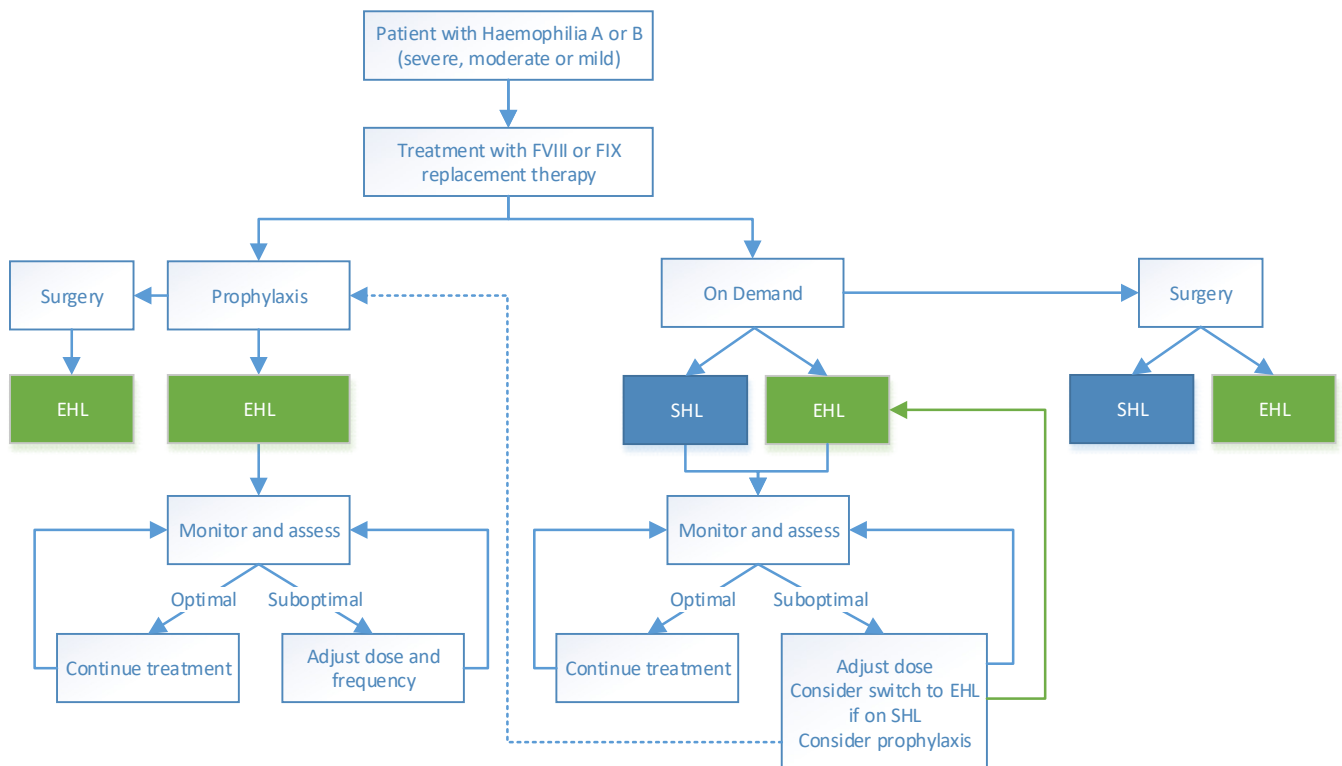 Patient with Haemophilia A or B
(severe, moderate or mild)
Treatment with FVIII or FIX
replacement therapy
Surgery
Prophylaxis
On Demand
Surgery
EHL
EHL
SHL
EHL
SHL
EHL
Monitor and assess
Monitor and assess
Optimal
Suboptimal
Optimal
Suboptimal
Continue treatment
Adjust dose and
frequency
Continue treatment
Adjust dose
Consider switch to EHL
if on SHL
Consider prophylaxis